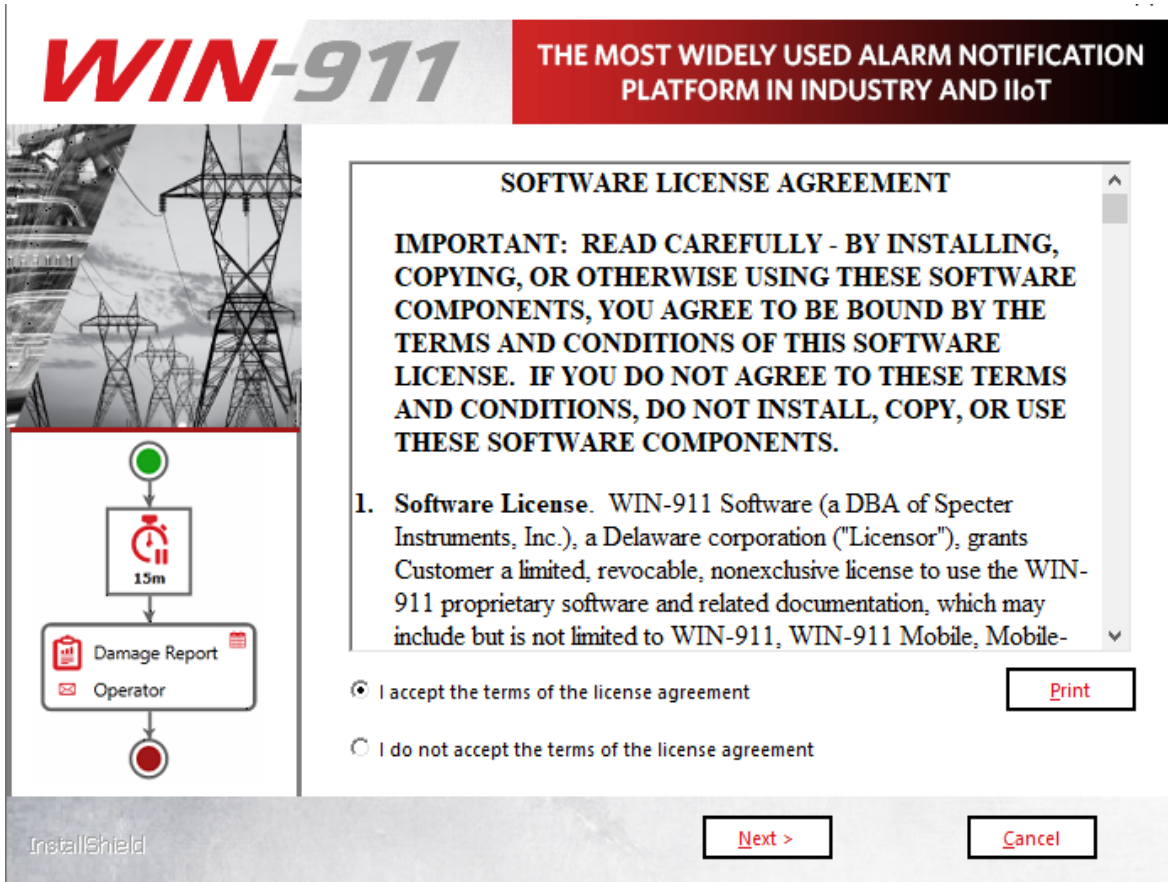 WIN-911
THE MOST WIDELY USED ALARM NOTIFICATION
PLATFORM IN INDUSTRY AND IIoT
SOFTWARE LICENSE AGREEMENT
IMPORTANT:  READ CAREFULLY - BY INSTALLING,
COPYING, OR OTHERWISE USING THESE SOFTWARE
COMPONENTS, YOU AGREE TO BE BOUND BY THE
TERMS AND CONDITIONS OF THIS SOFTWARE
LICENSE.  IF YOU DO NOT AGREE TO THESE TERMS
AND CONDITIONS, DO NOT INSTALL, COPY, OR USE
THESE SOFTWARE COMPONENTS.
1. Software License.  WIN-911 Software (a DBA of Specter
Instruments, Inc.), a Delaware corporation ("Licensor"), grants
Customer a limited, revocable, nonexclusive license to use the WIN-
911 proprietary software and related documentation, which may
include but is not limited to WIN-911, WIN-911 Mobile, Mobile-
15m
Damage Report
Operator
I accept the terms of the license agreement
Print
I do not accept the terms of the license agreement
InstallShield
Next >
Cancel